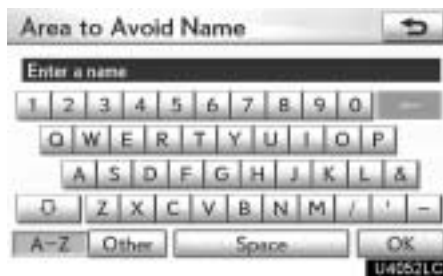 Area to Avoid Name
Enter a name
1 2 3 4 5 6 7 8 9 0
Q W E R T Y U I O P
A S D F G H J K L &
Z X C V B N M / ' -
A-Z Other Space OK
U4052LC